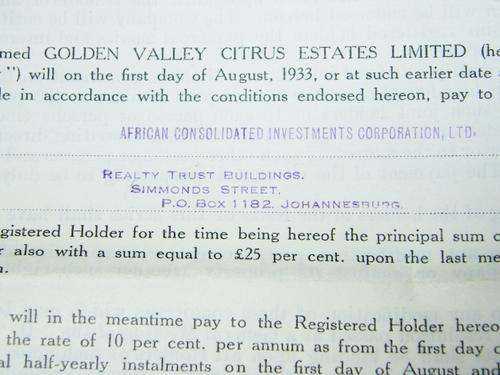 med GOLDEN VALLEY CITRUS ESTATES LIMITED (he
") will on the first day of August, 1933, or at such earlier date
le in accordance with the conditions endorsed hereon, pay to
AFRICAN CONSOLIDATED INVESTMENTS CORPORATION, LTD.
REALTY TRUST BUILDINGS.
SIMMONDS STREET.
P.O. BOX 1182. JOHANNESBURG.
gistered Holder for the time being hereof the principal sum o
r also with a sum equal to £25 per cent. upon the last me
n.
will in the meantime pay to the Registered Holder hereo
the rate of 10 per cent. per annum as from the first day o
al half-yearly instalments on the first day of August and